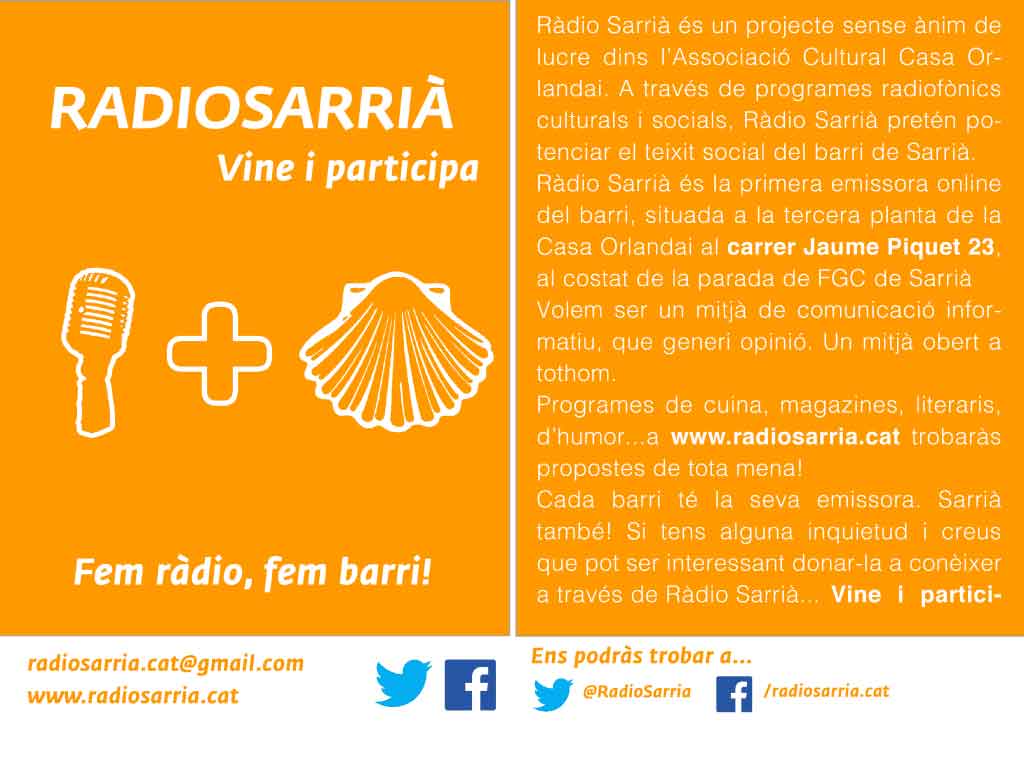 RADIOSARRIÀ
Vine i participa
Fem ràdio, fem barri!
radiosarria.cat@gmail.com
www.radiosarria.cat
Ràdio Sarrià és un projecte sense ànim de
lucre dins l'Associació Cultural Casa Or-
landai. A través de programes radiofònics
culturals i socials, Ràdio Sarrià pretén po-
tenciar el teixit social del barri de Sarrià.
Ràdio Sarrià és la primera emissora online
del barri, situada a la tercera planta de la
Casa Orlandai al carrer Jaume Piquet 23,
al costat de la parada de FGC de Sarrià
Volem ser un mitjà de comunicació infor-
matiu, que generi opinió. Un mitjà obert a
tothom.
Programes de cuina, magazines, literaris,
d'humor...a www.radiosarria.cat trobaràs
propostes de tota mena!
Cada barri té la seva emissora. Sarrià
també! Si tens alguna inquietud i creus
que pot ser interessant donar-la a conèixer
a través de Ràdio Sarrià... Vine i partici-
Ens podràs trobar a...
@RadioSarria
/radiosarria.cat